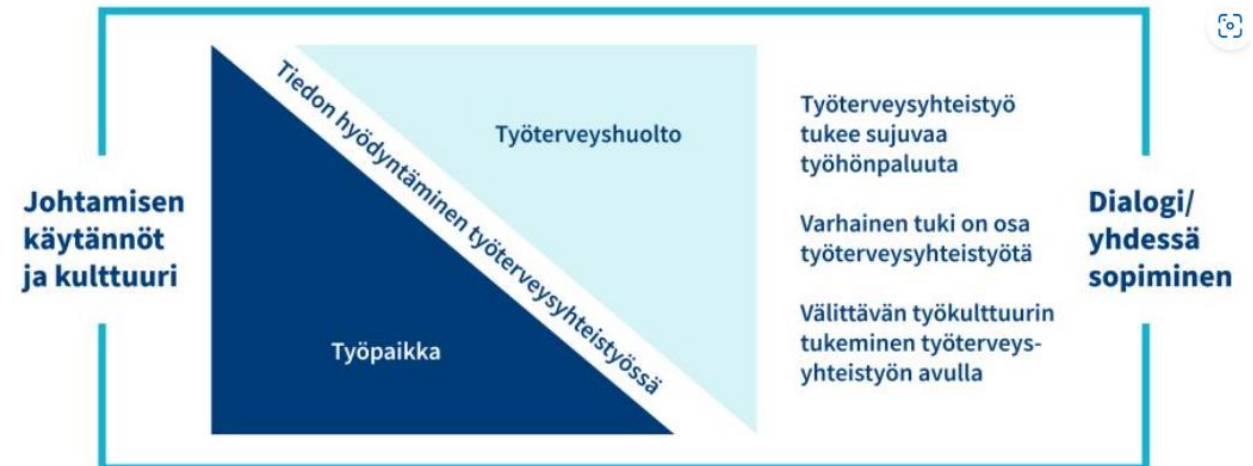 Johtamisen
käytännöt
ja kulttuuri
Tiedon hyödyntäminen työterveysyhteistyössä
Työterveyshuolto
Työpaikka
Työterveysyhteistyö
tukee sujuvaa
työhönpaluuta
Varhainen tuki on osa
työterveysyhteistyötä
Välittävän työkulttuurin
tukeminen työterveys-
yhteistyön avulla
Dialogi/
yhdessä
sopiminen